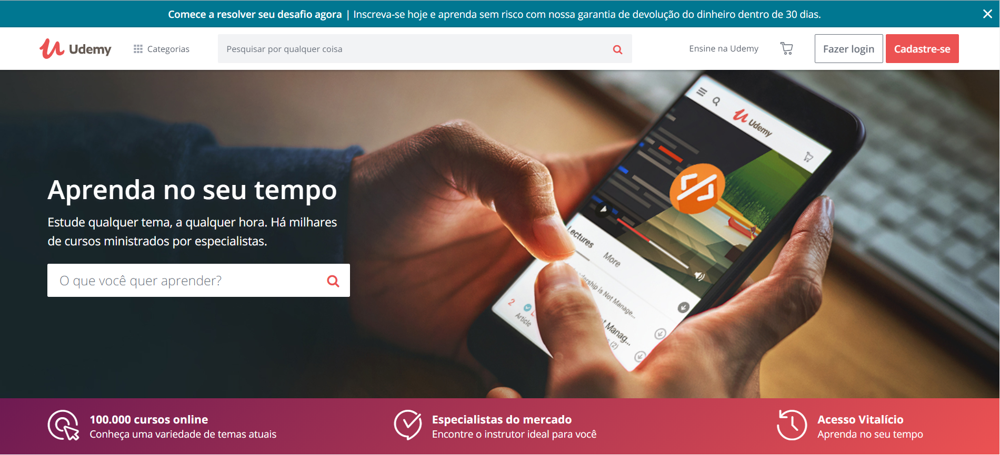 Comece a resolver seu desafio agora | Inscreva-se hoje e aprenda sem risco com nossa garantia de devolução do dinheiro dentro de 30 dias.
Udemy
Categorias
Pesquisar por qualquer coisa
Ensine na Udemy
Fazer login
Cadastre-se
Udemy
Aprenda no seu tempo
Estude qualquer tema, a qualquer hora. Há milhares
de cursos ministrados por especialistas.
O que você quer aprender?
Lectures
More
is Not Manage...
2
Article
Manag...
(2)
100.000 cursos online
Conheça uma variedade de temas atuais
Especialistas do mercado
Encontre o instrutor ideal para você
Acesso Vitalício
Aprenda no seu tempo